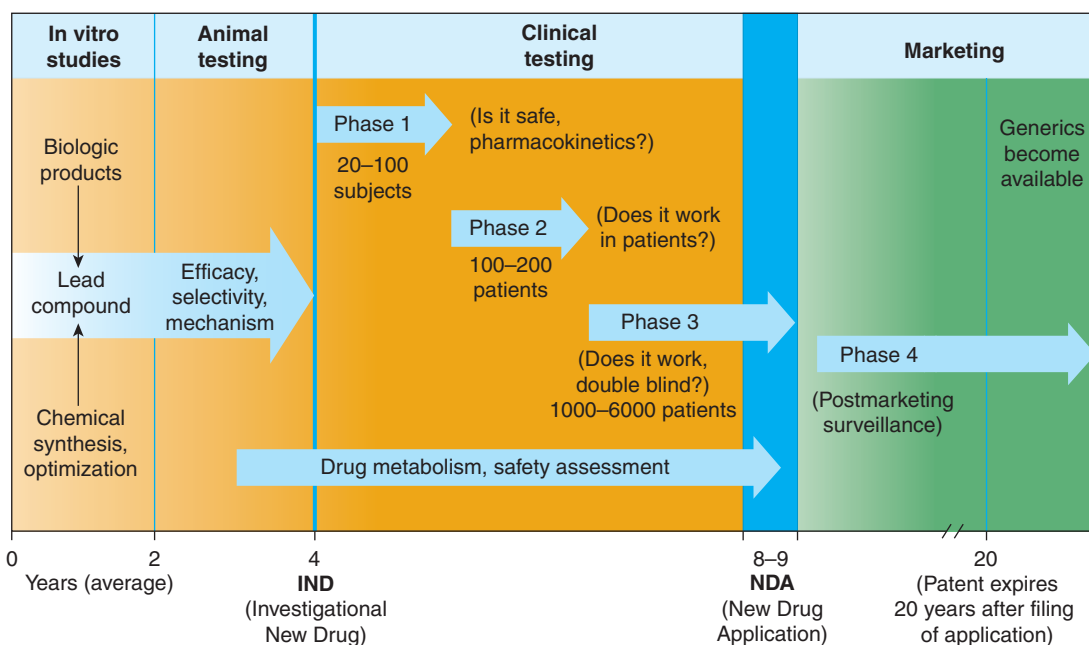 In vitro
studies
Animal
testing
Clinical
testing
Marketing
Biologic
products
Lead
compound
Chemical
synthesis,
optimization
Efficacy,
selectivity,
mechanism
Phase 1
20–100
subjects
(Is it safe,
pharmacokinetics?)
Phase 2
100–200
patients
(Does it work
in patients?)
Phase 3
(Does it work,
double blind?)
1000–6000 patients
Drug metabolism, safety assessment
Phase 4
(Postmarketing
surveillance)
Generics
become
available
0
2
4
8–9
20
Years (average)
IND
(Investigational
New Drug)
NDA
(New Drug
Application)
(Patent expires
20 years after filing
of application)